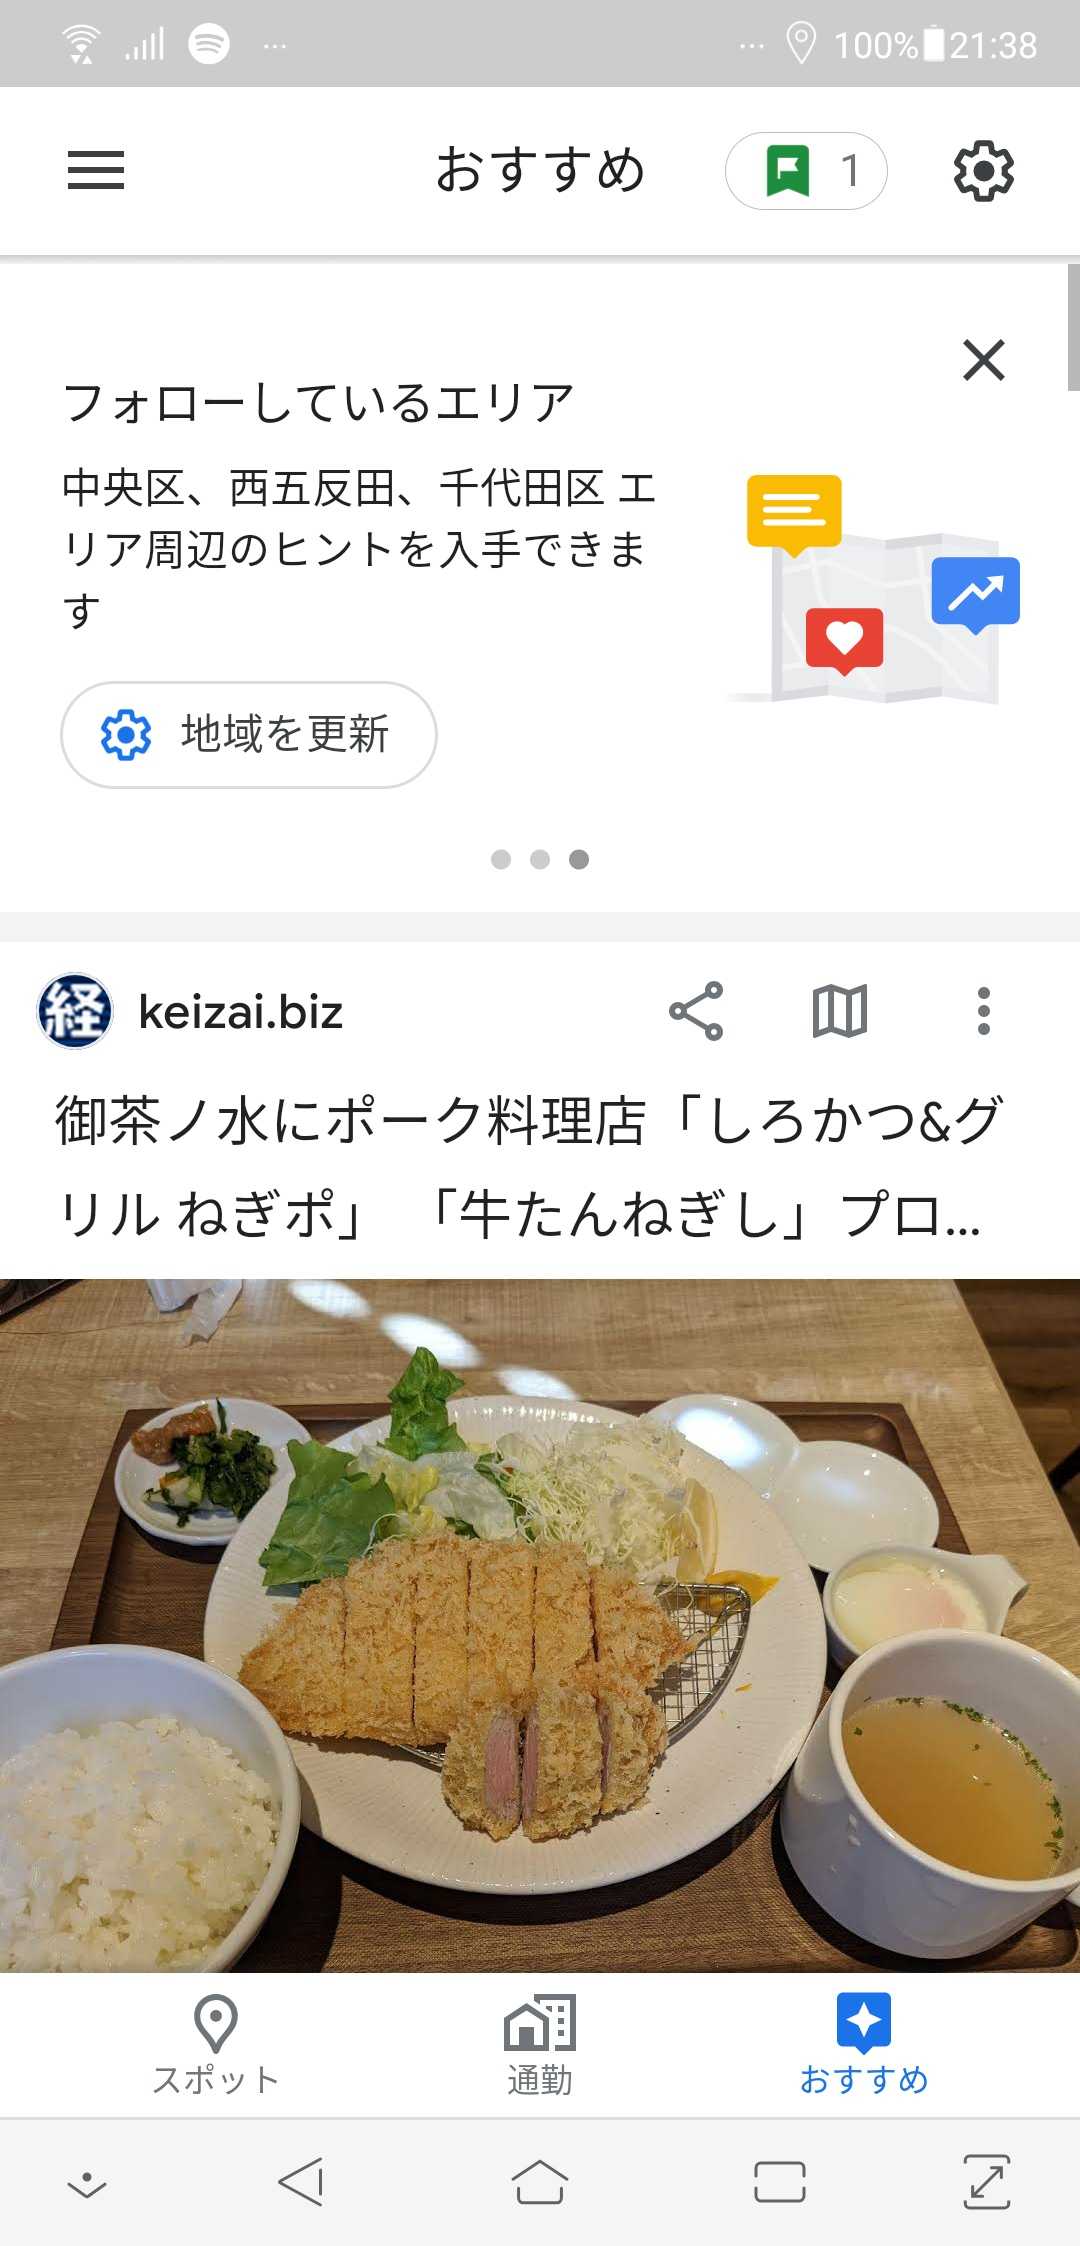 100% 21:38
おすすめ 1
フォローしているエリア
中央区、西五反田、千代田区 エ
リア周辺のヒントを入手できま
す
地域を更新
経 keizai.biz
御茶ノ水にポーク料理店「しろかつ&グ
リル ねぎポ」 「牛たんねぎし」プロ...
スポット 通勤 おすすめ